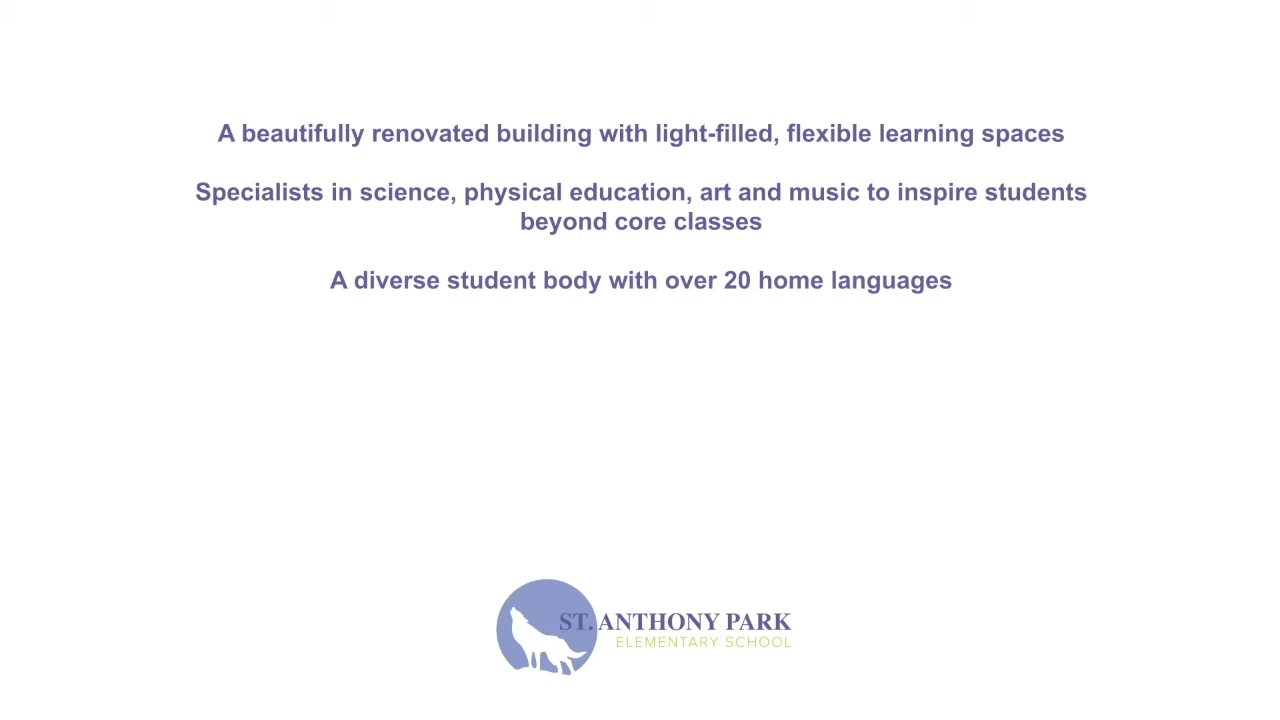 A beautifully renovated building with light-filled, flexible learning spaces
Specialists in science, physical education, art and music to inspire students
beyond core classes
A diverse student body with over 20 home languages
ST. ANTHONY PARK
ELEMENTARY SCHOOL